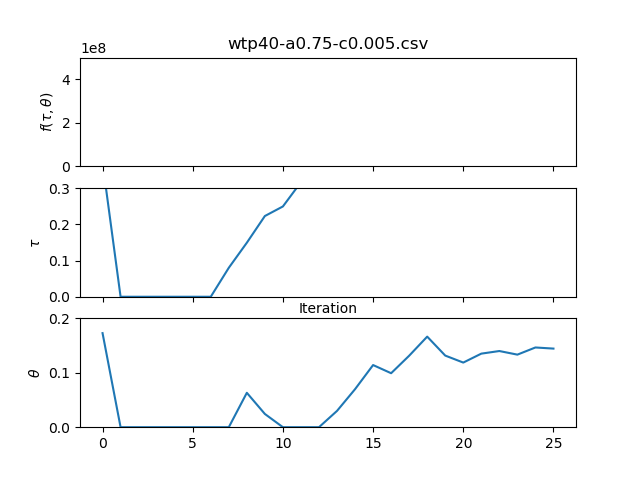 wtp40-a0.75-c0.005.csv
1e8
4
2
0
f(τ, θ)
0.3
0.2
0.1
0.0
τ
Iteration
0.2
0.1
0.0
θ
0 5 10 15 20 25